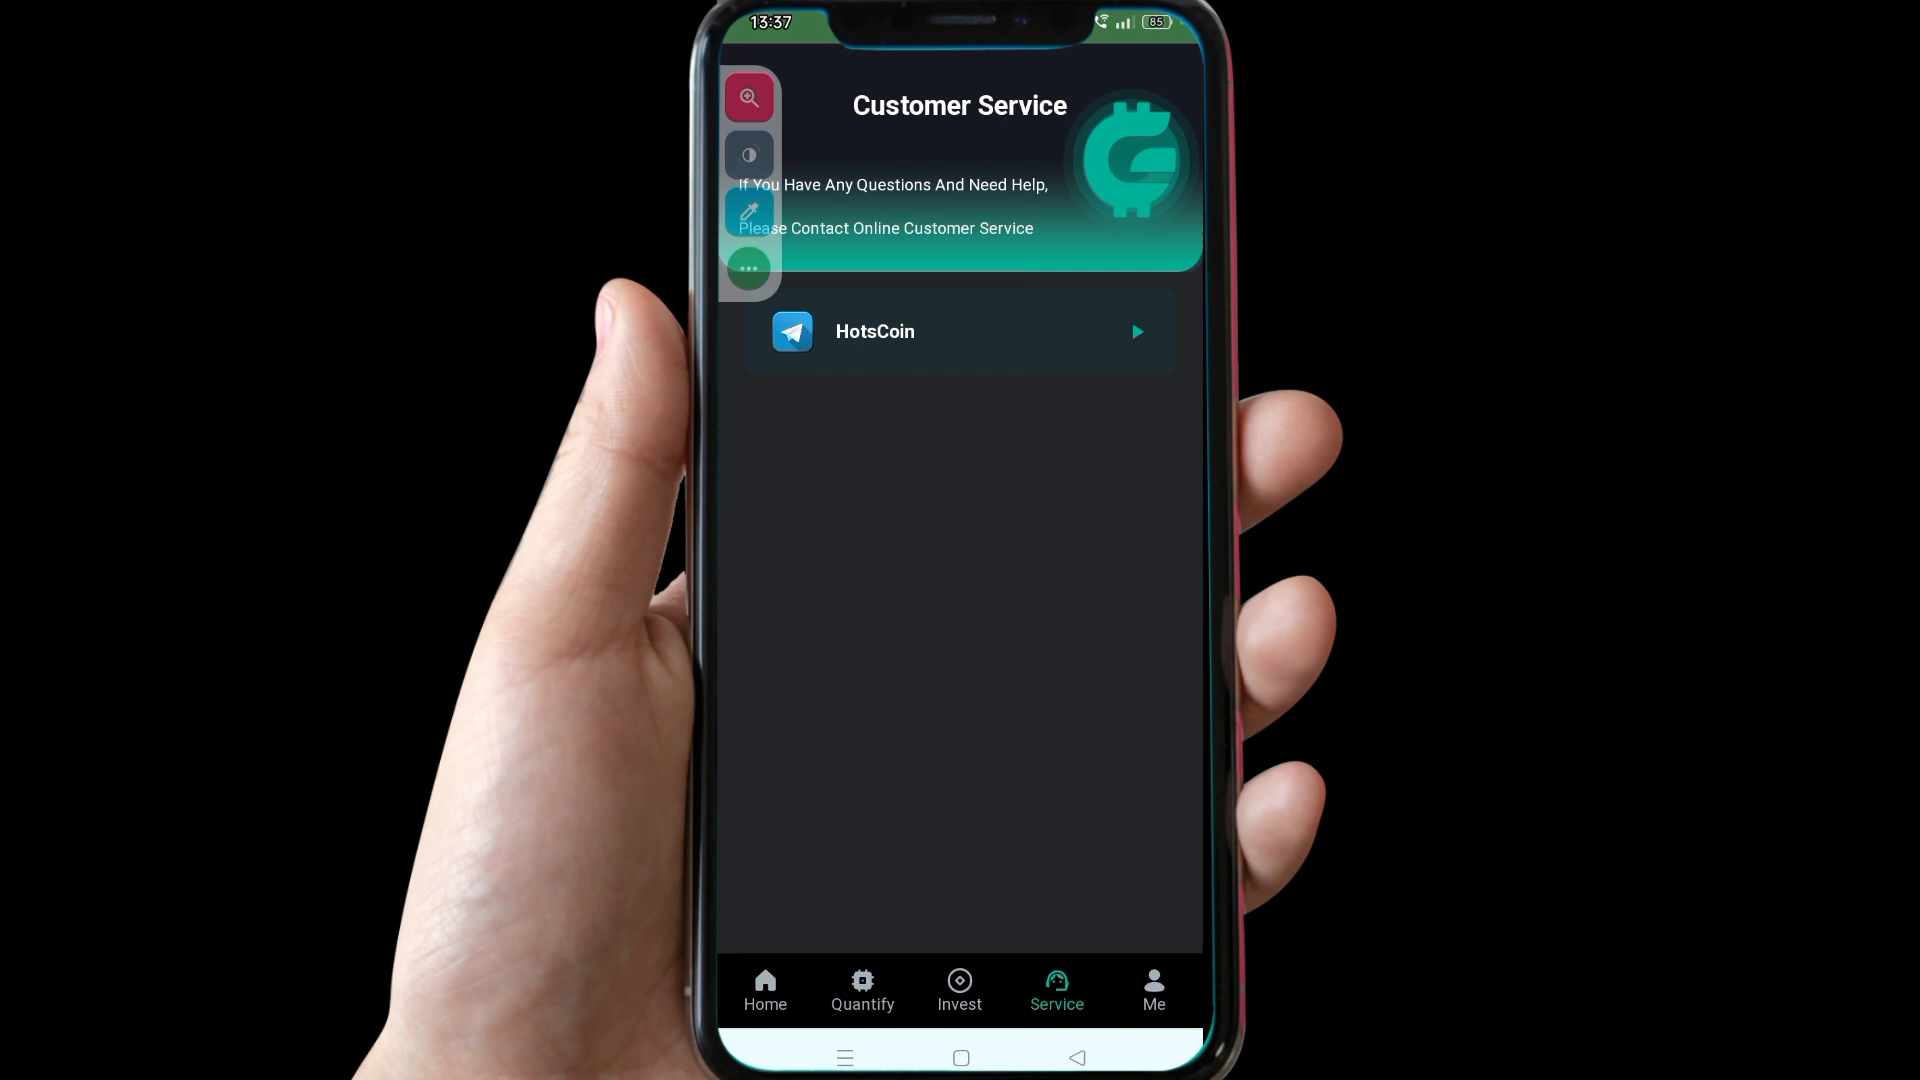 13:37
85
Customer Service
If You Have Any Questions And Need Help,
Please Contact Online Customer Service
HotsCoin
Home
Quantify
Invest
Service
Me